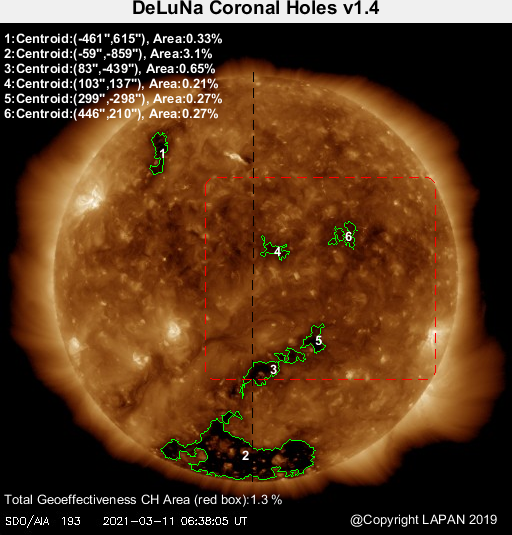 DeLuNa Coronal Holes v1.4
1:Centroid:(-461",615"), Area:0.33%
2:Centroid:(-59",-859"), Area:3.1%
3:Centroid:(83",-439"), Area:0.65%
4:Centroid:(103",137"), Area:0.21%
5:Centroid:(299",-298"), Area:0.27%
6:Centroid:(446",210"), Area:0.27%
1
6
4
5
3
2
Total Geoeffectiveness CH Area (red box):1.3 %
SDO/AIA 193 2021-03-11 06:38:05 UT
@Copyright LAPAN 2019